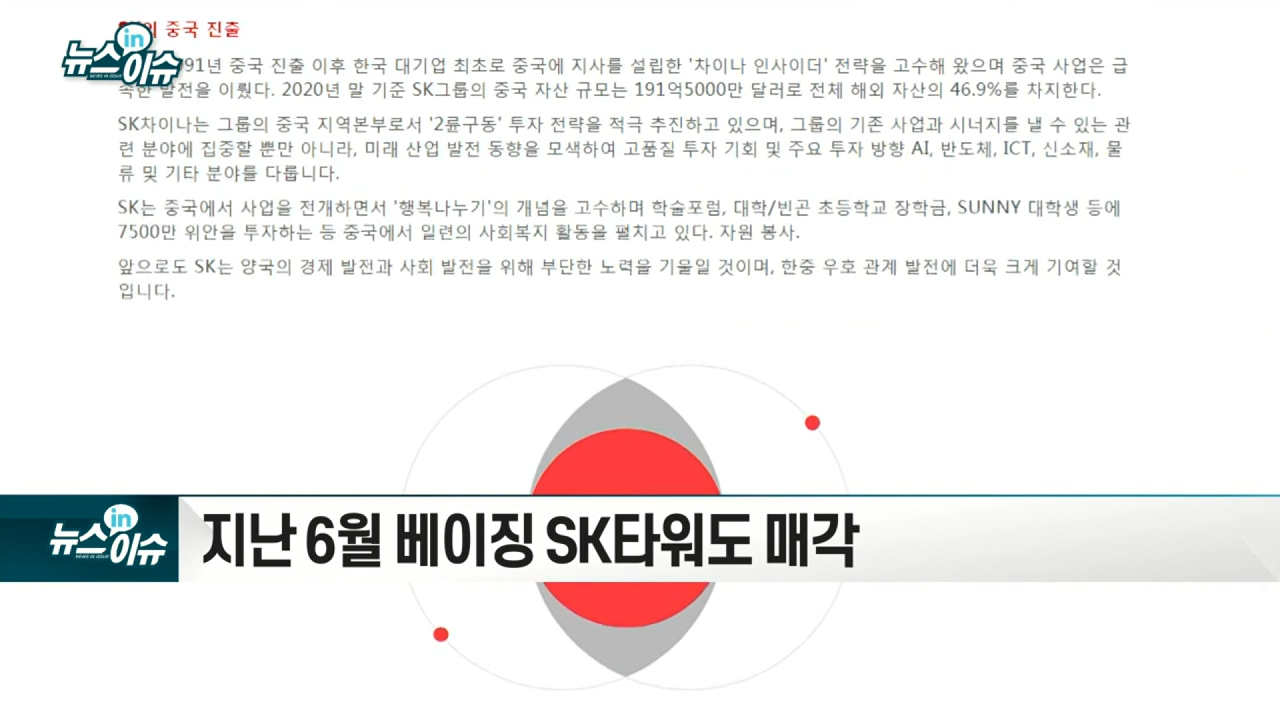 중국 진출
뉴스in이슈
NEWS IN ISSUE
91년 중국 진출 이후 한국 대기업 최초로 중국에 지사를 설립한 '차이나 인사이더' 전략을 고수해 왔으며 중국 사업은 급
속한 발전을 이뤘다. 2020년 말 기준 SK그룹의 중국 자산 규모는 191억5000만 달러로 전체 해외 자산의 46.9%를 차지한다.
SK차이나는 그룹의 중국 지역본부로서 '2륜구동' 투자 전략을 적극 추진하고 있으며, 그룹의 기존 사업과 시너지를 낼 수 있는 관
련 분야에 집중할 뿐만 아니라, 미래 산업 발전 동향을 모색하여 고품질 투자 기회 및 주요 투자 방향 AI, 반도체, ICT, 신소재, 물
류 및 기타 분야를 다룹니다.
SK는 중국에서 사업을 전개하면서 '행복나누기'의 개념을 고수하며 학술포럼, 대학/빈곤 초등학교 장학금, SUNNY 대학생 등에
7500만 위안을 투자하는 등 중국에서 일련의 사회복지 활동을 펼치고 있다. 자원 봉사.
앞으로도 SK는 양국의 경제 발전과 사회 발전을 위해 부단한 노력을 기울일 것이며, 한중 우호 관계 발전에 더욱 크게 기여할 것
입니다.
뉴스in이슈
NEWS IN ISSUE
지난 6월 베이징 SK타워도 매각